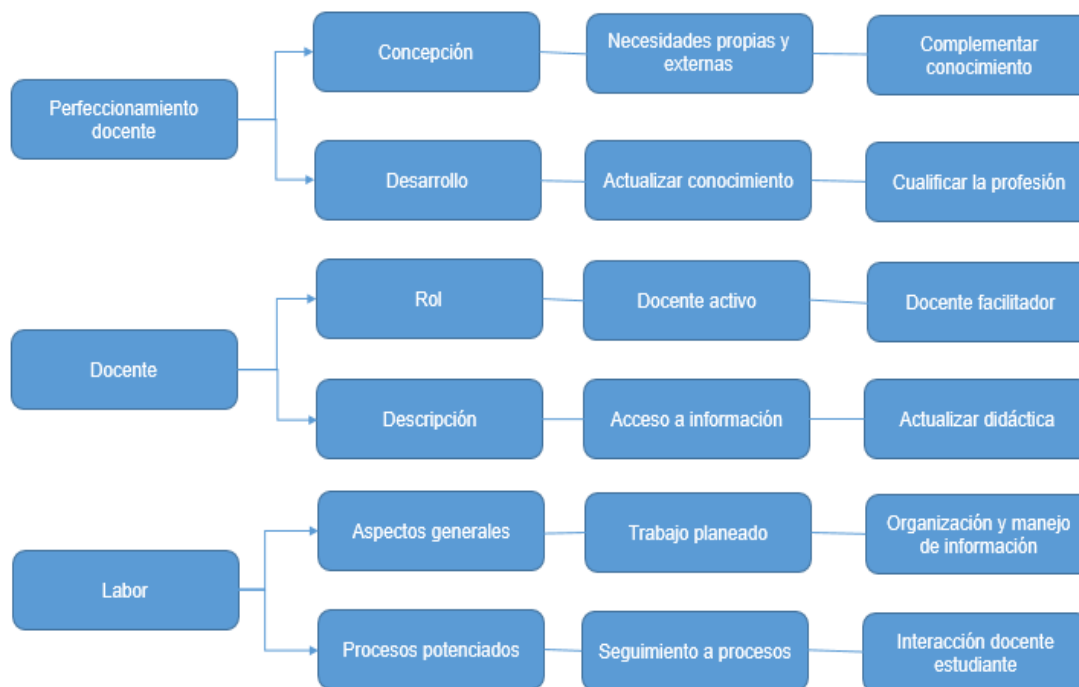 Concepción
Necesidades propias y
externas
Complementar
conocimiento
Perfeccionamiento
docente
Desarrollo
Actualizar conocimiento
Cualificar la profesión
Rol
Docente activo
Docente facilitador
Docente
Descripción
Acceso a información
Actualizar didáctica
Aspectos generales
Trabajo planeado
Organización y manejo
de información
Labor
Procesos potenciados
Seguimiento a procesos
Interacción docente
estudiante